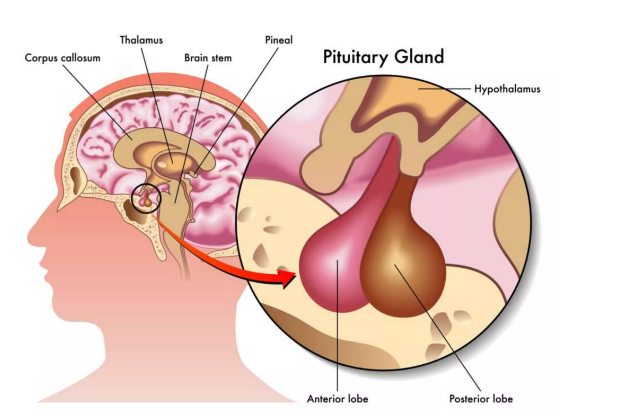 Thalamus
Pineal
Corpus callosum
Brain stem
Pituitary Gland
Hypothalamus
Anterior lobe
Posterior lobe